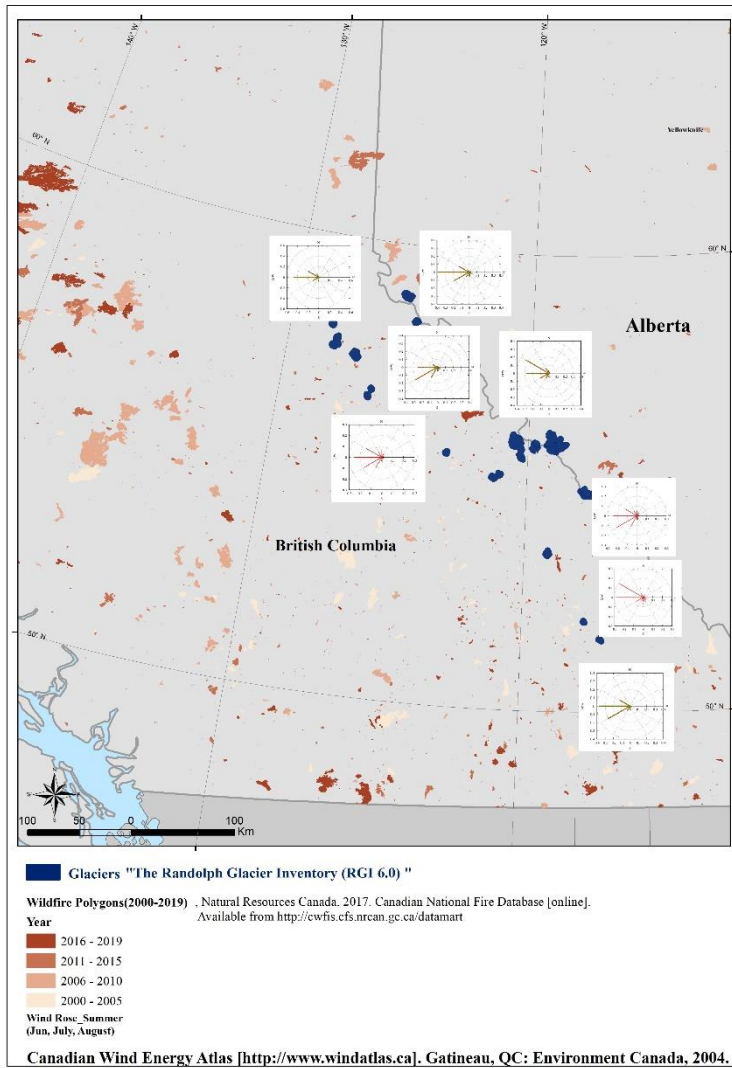 140° W
130° W
120° W
60° N
Yellowknife
60° N
Alberta
British Columbia
50° N
50° N
100 50 0 100
Km
Glaciers "The Randolph Glacier Inventory (RGI 6.0) "
Wildfire Polygons(2000-2019) , Natural Resources Canada. 2017. Canadian National Fire Database [online].
Available from http://cwfis.cfs.nrcan.gc.ca/datamart
Year
2016 - 2019
2011 - 2015
2006 - 2010
2000 - 2005
Wind Rose_Summer
(Jun, July, August)
Canadian Wind Energy Atlas [http://www.windatlas.ca]. Gatineau, QC: Environment Canada, 2004.